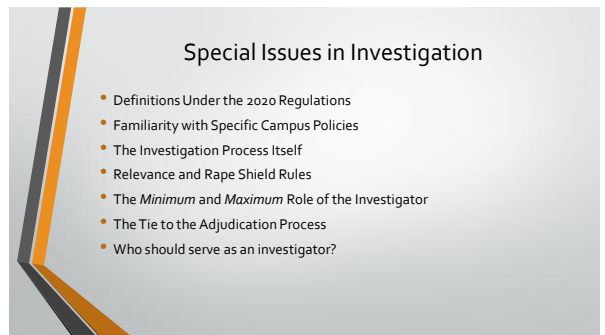 Special Issues in Investigation
• Definitions Under the 2020 Regulations
• Familiarity with Specific Campus Policies
• The Investigation Process Itself
• Relevance and Rape Shield Rules
• The Minimum and Maximum Role of the Investigator
• The Tie to the Adjudication Process
• Who should serve as an investigator?